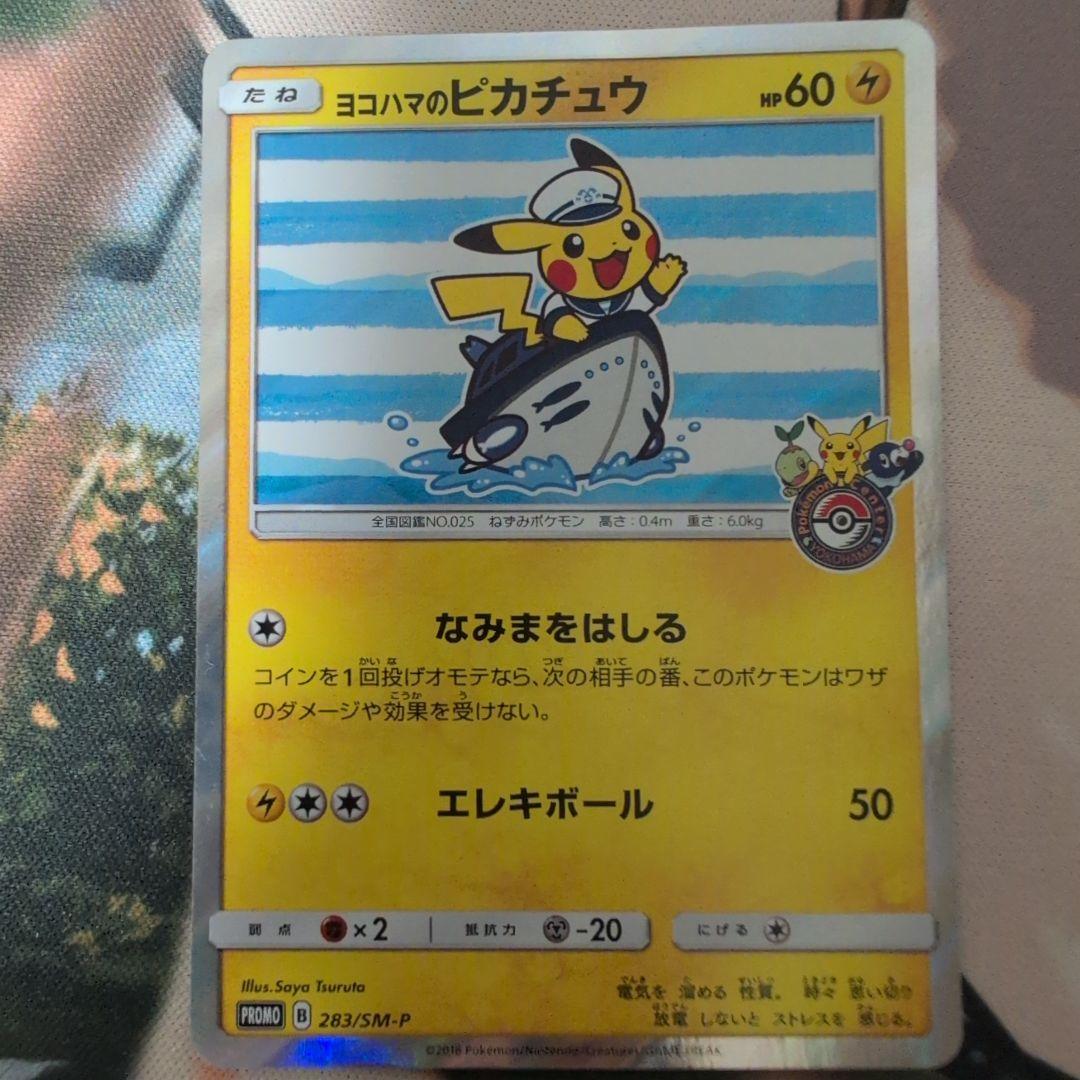 たね ヨコハマのピカチュウ HP60
全国図鑑NO.025 ねずみポケモン 高さ:0.4m 重さ:6.0kg
Pokémon Center
YOKOHAMA
なみまをはしる
コインを1回投げオモテなら、次の相手の番、このポケモンはワザ
のダメージや効果を受けない。
エレキボール 50
弱点 ×2 抵抗力 -20 にげる
Illus. Saya Tsuruta
電気を 溜める 性質。 時々 思い切り
放電 しないと ストレスを 感じる。
PROMO B 283/SM-P
©2018 Pokémon/Nintendo/Creatures/GAME FREAK